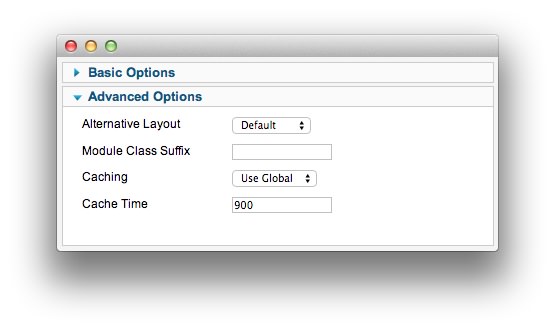 Basic Options
Advanced Options
Alternative Layout Default
Module Class Suffix
Caching Use Global
Cache Time 900